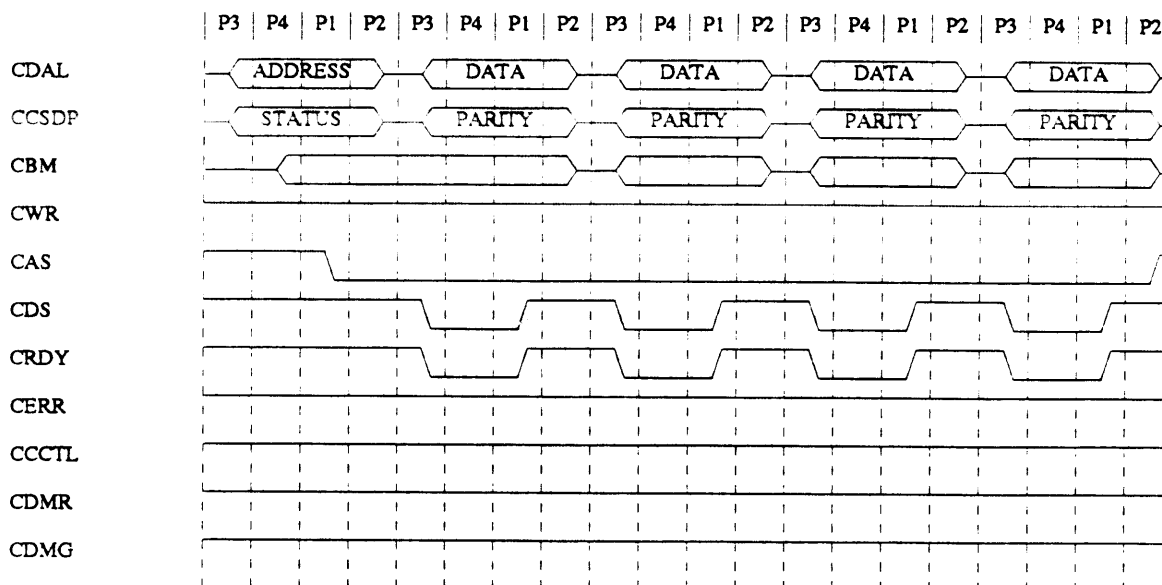 P3 P4 P1 P2 P3 P4 P1 P2 P3 P4 P1 P2 P3 P4 P1 P2 P3 P4 P1 P2
CDAL ADDRESS DATA DATA DATA DATA
CCSDP STATUS PARITY PARITY PARITY PARITY
CBM
CWR
CAS
CDS
CRDY
CERR
CCCTL
CDMR
CDMG